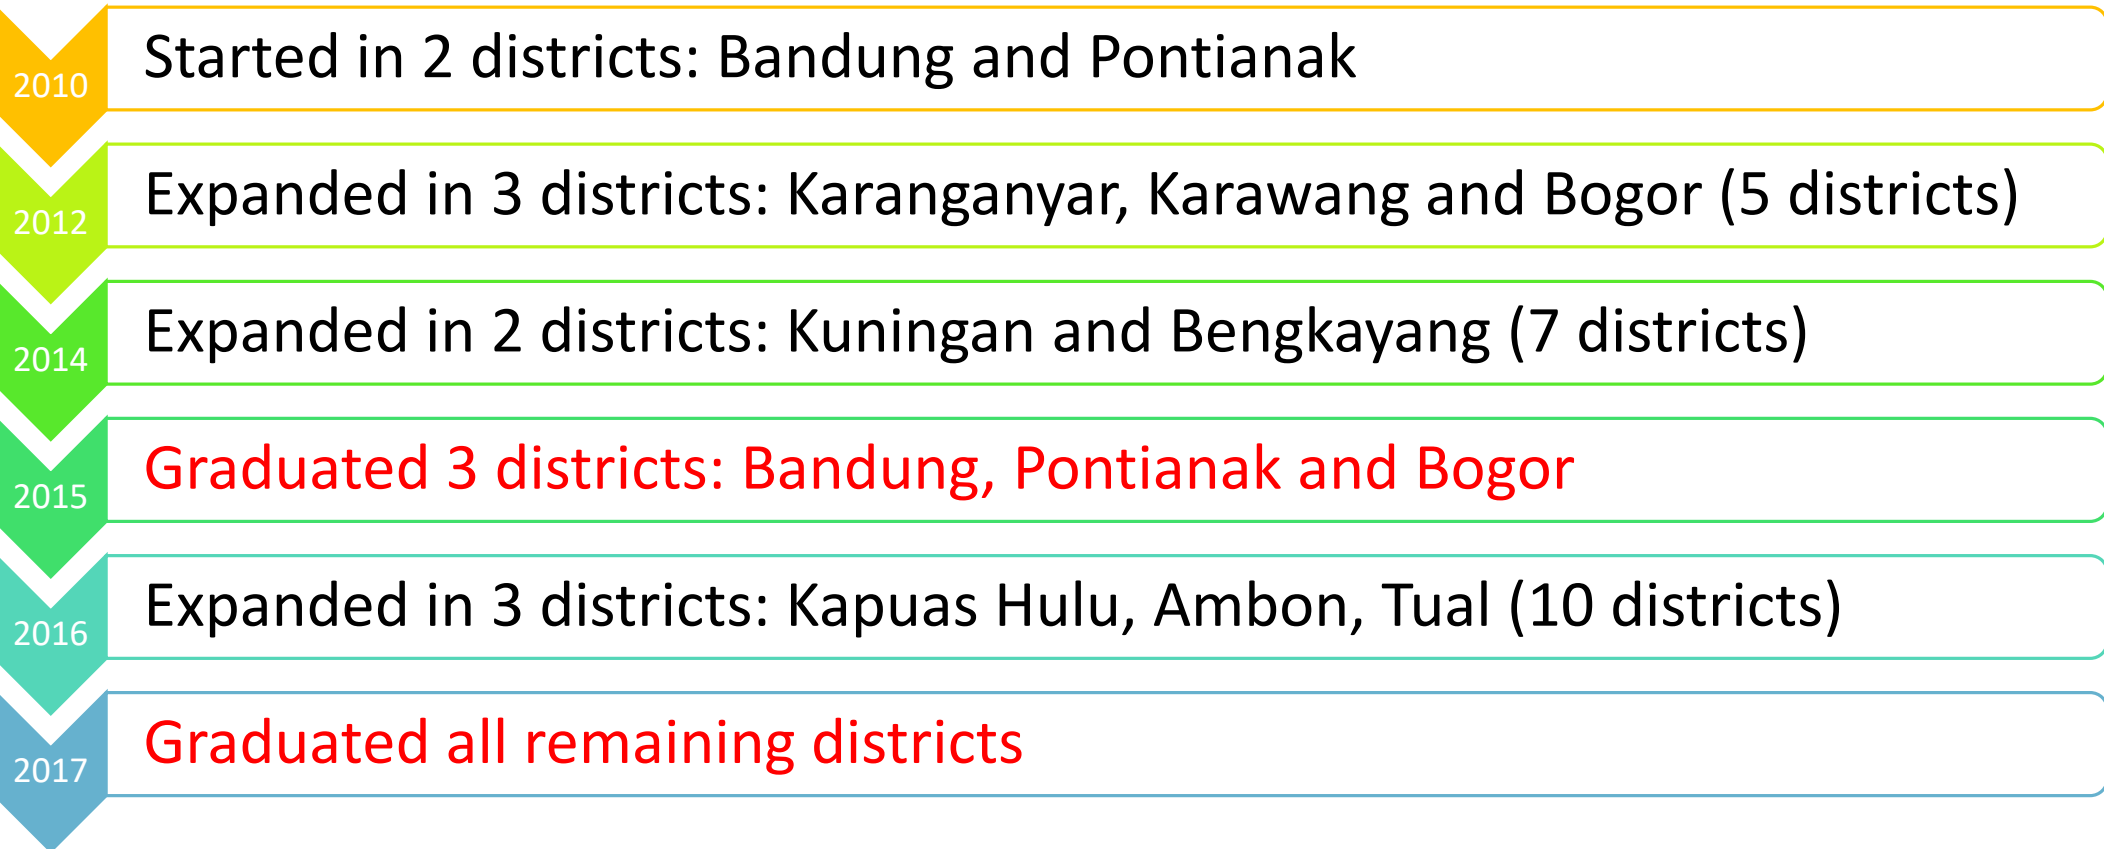 2010
Started in 2 districts: Bandung and Pontianak
2012
Expanded in 3 districts: Karanganyar, Karawang and Bogor (5 districts)
2014
Expanded in 2 districts: Kuningan and Bengkayang (7 districts)
2015
Graduated 3 districts: Bandung, Pontianak and Bogor
2016
Expanded in 3 districts: Kapuas Hulu, Ambon, Tual (10 districts)
2017
Graduated all remaining districts